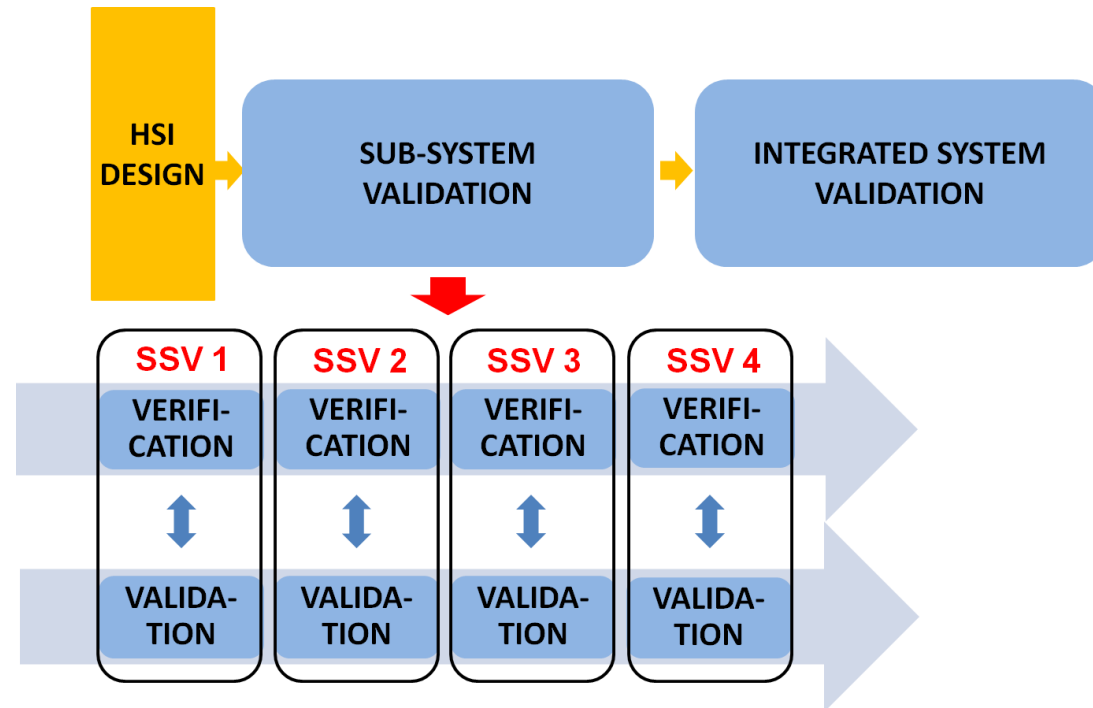 HSI
DESIGN
SUB-SYSTEM
VALIDATION
INTEGRATED SYSTEM
VALIDATION
SSV 1
VERIFI-
CATION
VALIDA-
TION
SSV 2
VERIFI-
CATION
VALIDA-
TION
SSV 3
VERIFI-
CATION
VALIDA-
TION
SSV 4
VERIFI-
CATION
VALIDA-
TION